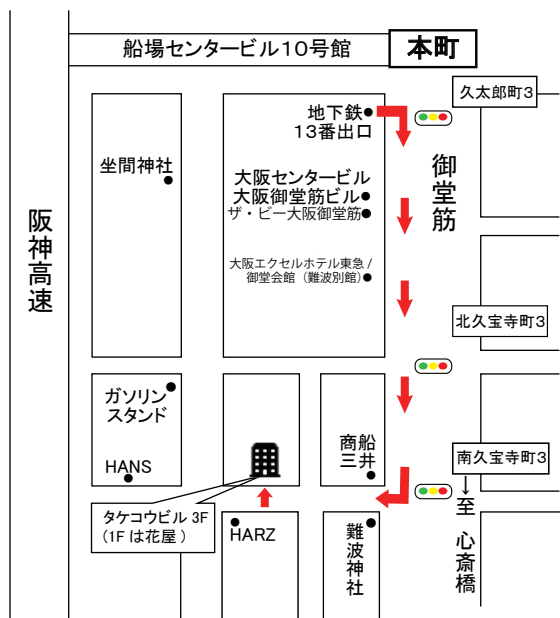 船場センタービル10号館
本町
久太郎町3
地下鉄
13番出口
坐間神社
大阪センタービル
大阪御堂筋ビル
ザ・ビー大阪御堂筋
御堂筋
阪神高速
大阪エクセルホテル東急/
御堂会館（難波別館）
北久宝寺町3
ガソリン
スタンド
商船
三井
HANS
南久宝寺町3
タケコウビル 3F
(1F は花屋 )
HARZ
難波神社
→至 心斎橋